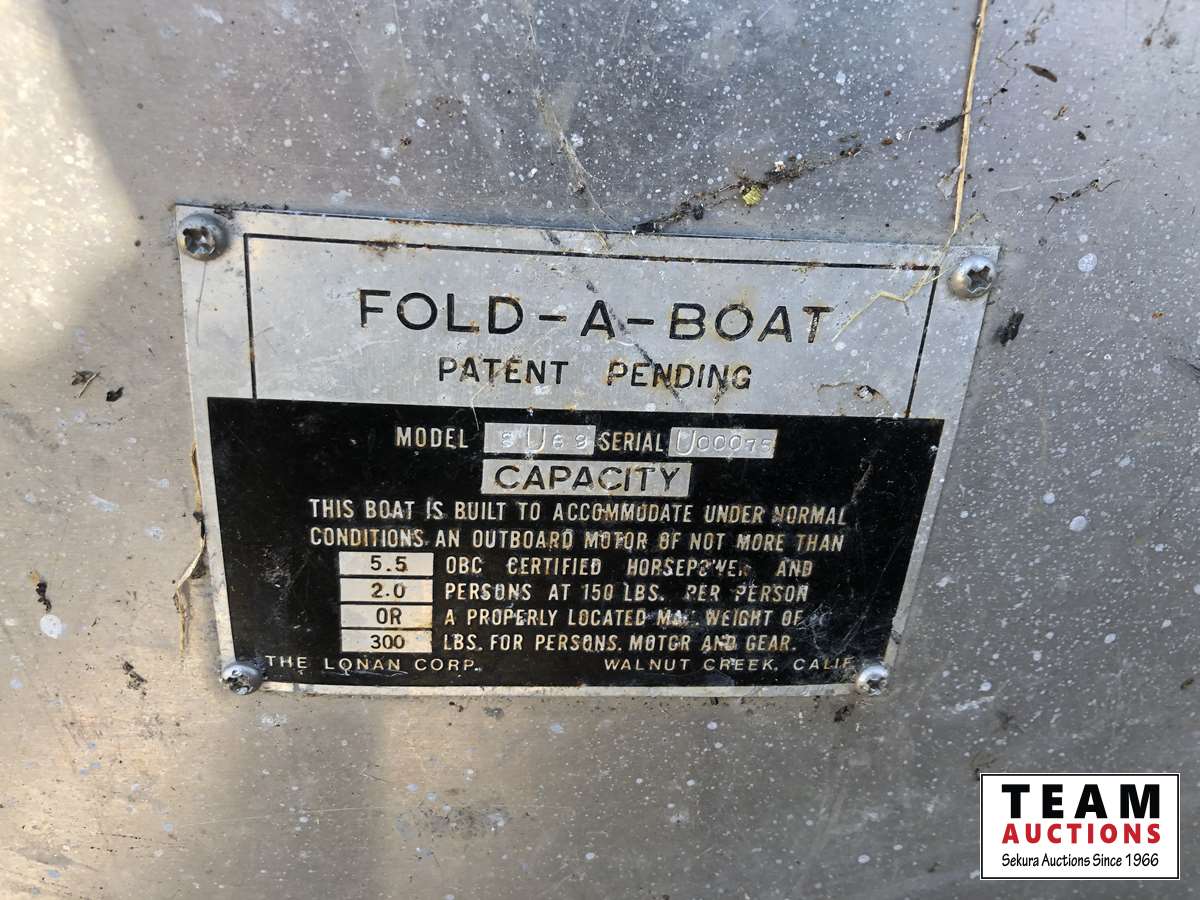 FOLD-A-BOAT
PATENT PENDING
MODEL 8U69 SERIAL U00075
CAPACITY
THIS BOAT IS BUILT TO ACCOMMODATE UNDER NORMAL
CONDITIONS AN OUTBOARD MOTOR OF NOT MORE THAN
5.5 OBC CERTIFIED HORSEPOWER AND
2.0 PERSONS AT 150 LBS. PER PERSON
OR A PROPERLY LOCATED MAX. WEIGHT OF
300 LBS. FOR PERSONS. MOTOR AND GEAR.
THE LONAN CORP. WALNUT CREEK, CALIF.
TEAM
AUCTIONS
Sekura Auctions Since 1966